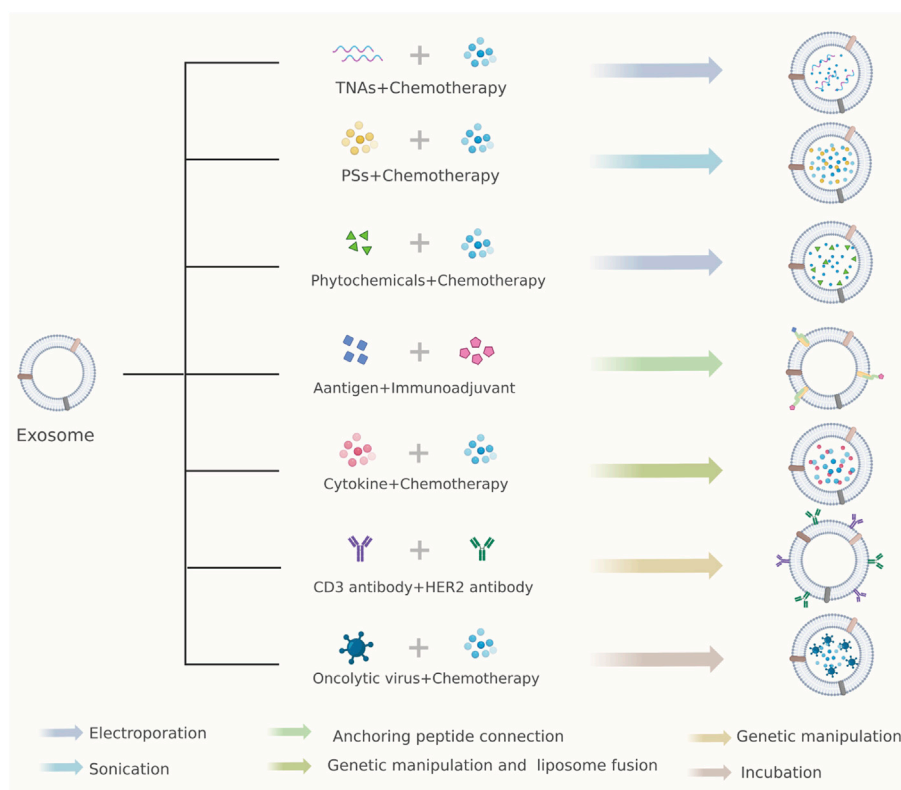 TNAs+Chemotherapy
PSs+Chemotherapy
Phytochemicals+Chemotherapy
Aantigen+Immunoadjuvant
Exosome
Cytokine+Chemotherapy
CD3 antibody+HER2 antibody
Oncolytic virus+Chemotherapy
Electroporation
Anchoring peptide connection
Genetic manipulation
Sonication
Genetic manipulation and liposome fusion
Incubation